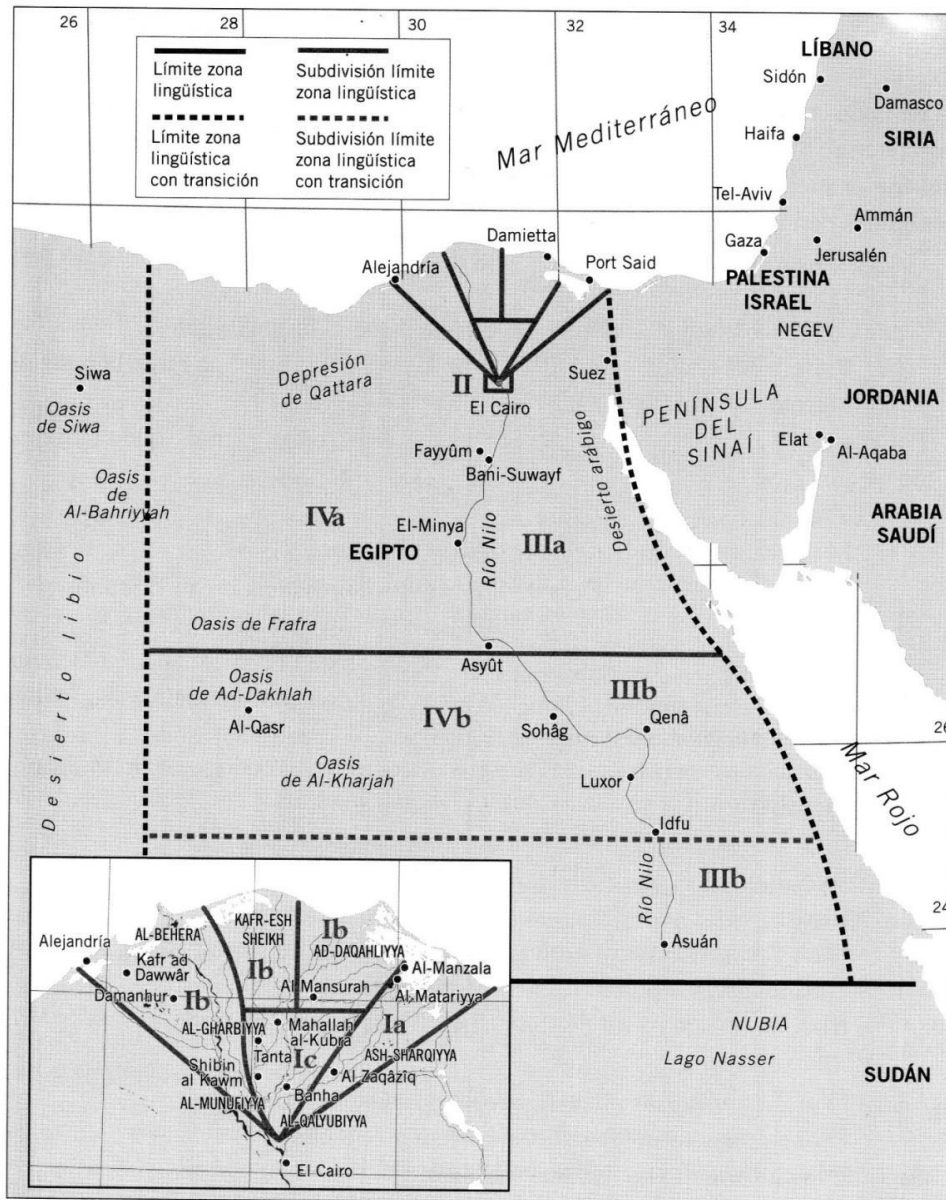 26
28
30
32
34
Límite zona
lingüística
Subdivisión límite
zona lingüística
Límite zona
lingüística
con transición
Subdivisión límite
zona lingüística
con transición
LÍBANO
Sidón
Damasco
Mar Mediterráneo
Haifa
SIRIA
Tel-Aviv
Ammán
Gaza
Jerusalén
PALESTINA
ISRAEL
NEGEV
Damietta
Alejandría
Port Said
Siwa
Oasis
de Siwa
Depresión
de Qattara
II
El Cairo
Suez
PENÍNSULA
DEL
SINAÍ
JORDANIA
Elat
Al-Aqaba
Fayyûm
Bani-Suwayf
Desierto arábigo
Oasis
de
Al-Bahriyyah
IVa
El-Minya
EGIPTO
Río Nilo
IIIa
ARABIA
SAUDÍ
Desierto libio
Oasis de Frafra
Asyût
Oasis
de Ad-Dakhlah
Al-Qasr
IVb
IIIb
Sohâg
Qenâ
Oasis
de Al-Kharjah
Luxor
26
Mar Rojo
Idfu
Río Nilo
IIIb
24
Asuán
NUBIA
Lago Nasser
SUDÁN
Alejandría
AL-BEHERA
KAFR-ESH
SHEIKH
Ib
AD-DAQAHLIYYA
Kafr ad
Dawwâr
Ib
Al-Manzala
Damanhur
Ib
Al Mansurah
Al Matariyya
AL-GHARBIYYA
Mahallah
al-Kubra
Ia
Tanta
Ic
ASH-SHARQIYYA
Shibin
al Kawm
Al Zaqâzîq
Banha
AL-MUNUFIYYA
AL-QALYUBIYYA
El Cairo